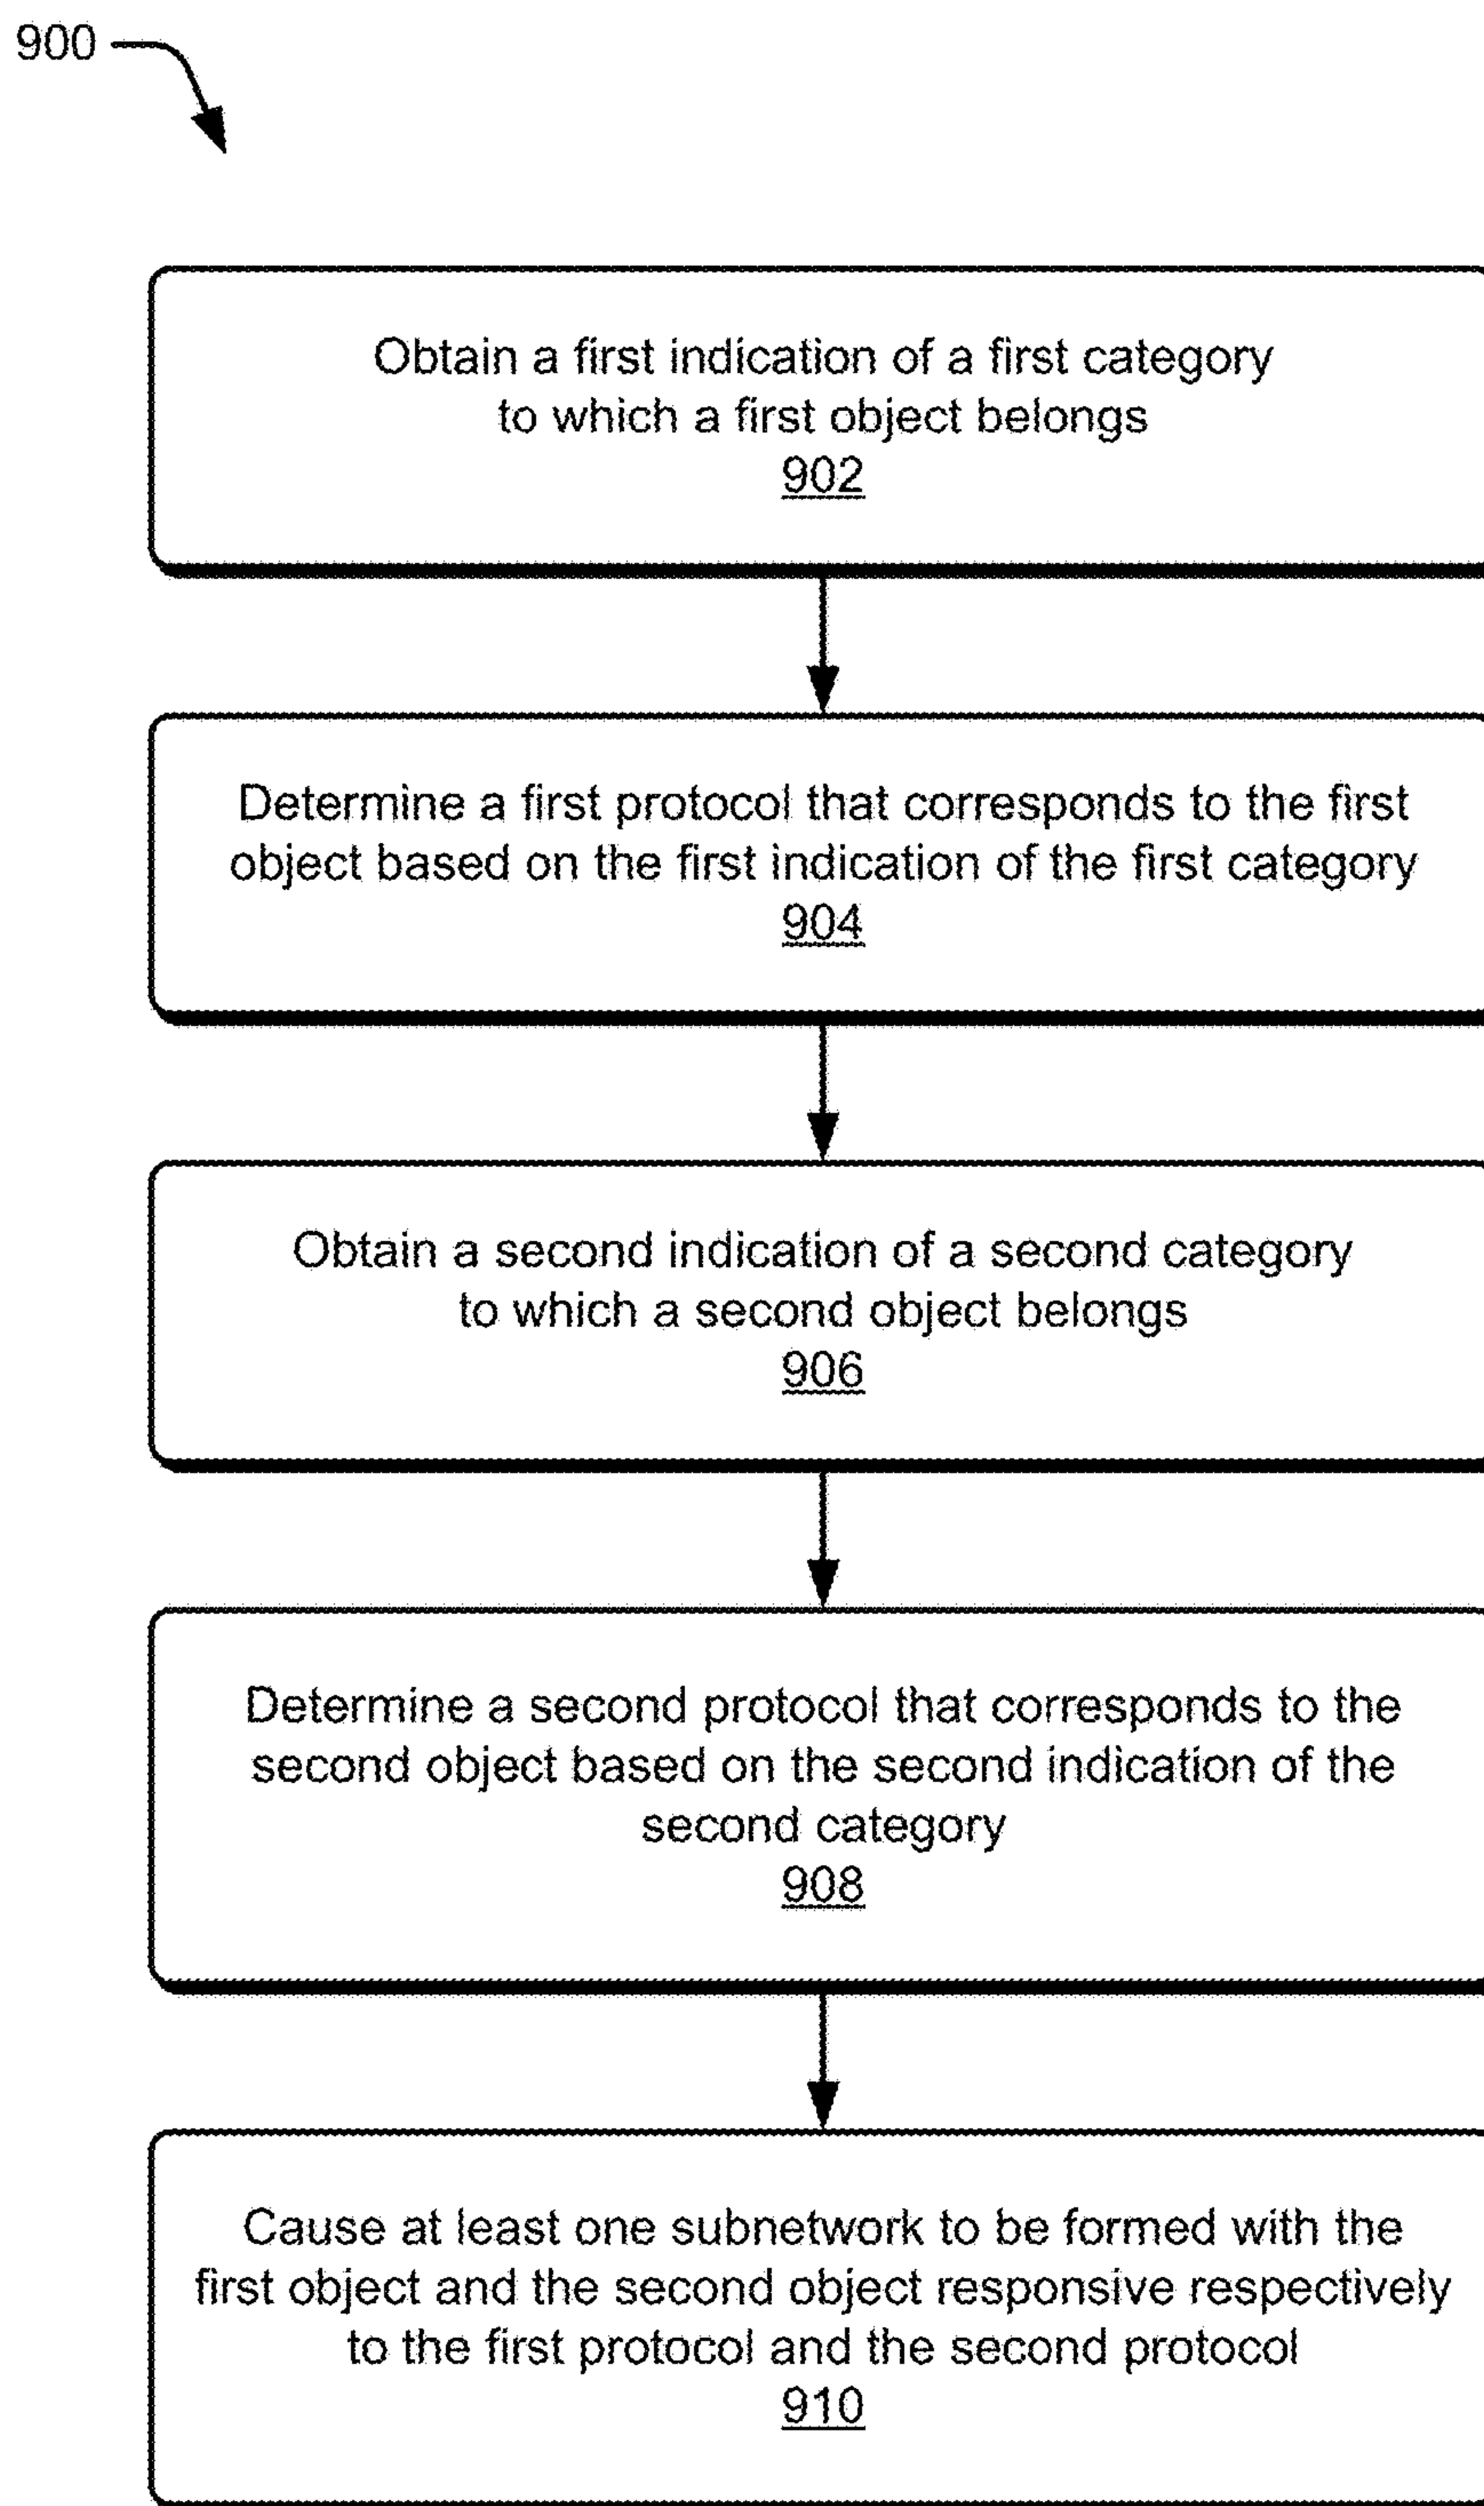 900
Obtain a first indication of a first category
to which a first object belongs
902
Determine a first protocol that corresponds to the first
object based on the first indication of the first category
904
Obtain a second indication of a second category
to which a second object belongs
906
Determine a second protocol that corresponds to the
second object based on the second indication of the
second category
908
Cause at least one subnetwork to be formed with the
first object and the second object responsive respectively
to the first protocol and the second protocol
910